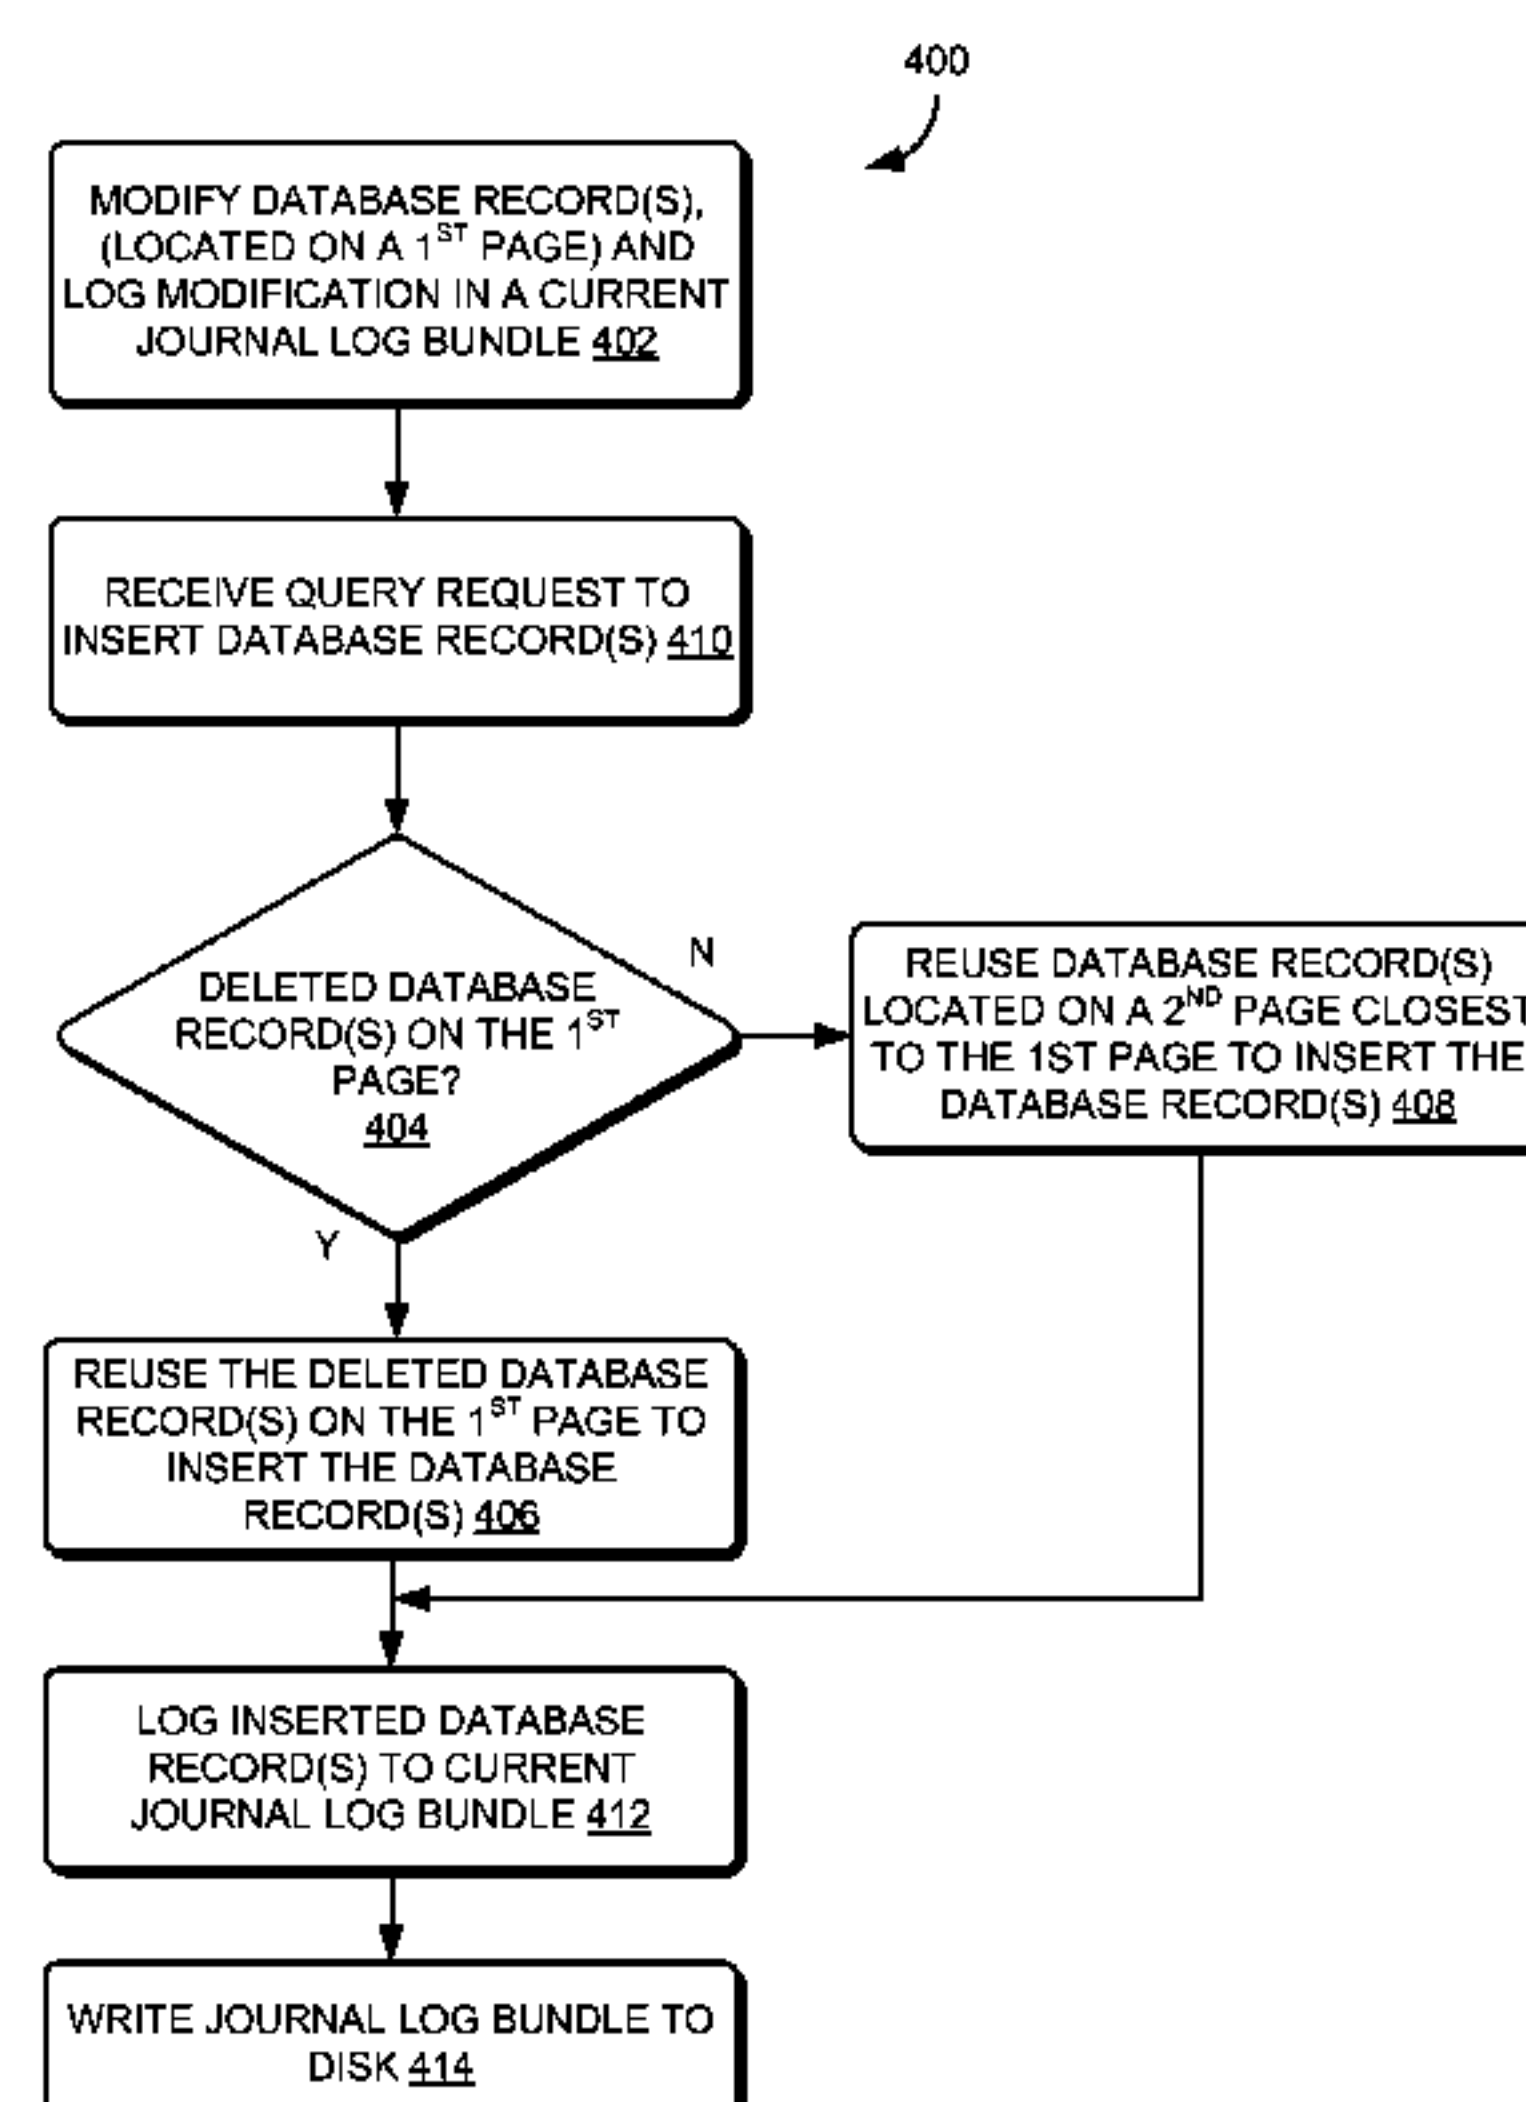 400
MODIFY DATABASE RECORD(S),
(LOCATED ON A 1ST PAGE) AND
LOG MODIFICATION IN A CURRENT
JOURNAL LOG BUNDLE 402
RECEIVE QUERY REQUEST TO
INSERT DATABASE RECORD(S) 410
DELETED DATABASE
RECORD(S) ON THE 1ST
PAGE?
404
N
REUSE DATABASE RECORD(S)
LOCATED ON A 2ND PAGE CLOSEST
TO THE 1ST PAGE TO INSERT THE
DATABASE RECORD(S) 408
Y
REUSE THE DELETED DATABASE
RECORD(S) ON THE 1ST PAGE TO
INSERT THE DATABASE
RECORD(S) 406
LOG INSERTED DATABASE
RECORD(S) TO CURRENT
JOURNAL LOG BUNDLE 412
WRITE JOURNAL LOG BUNDLE TO
DISK 414